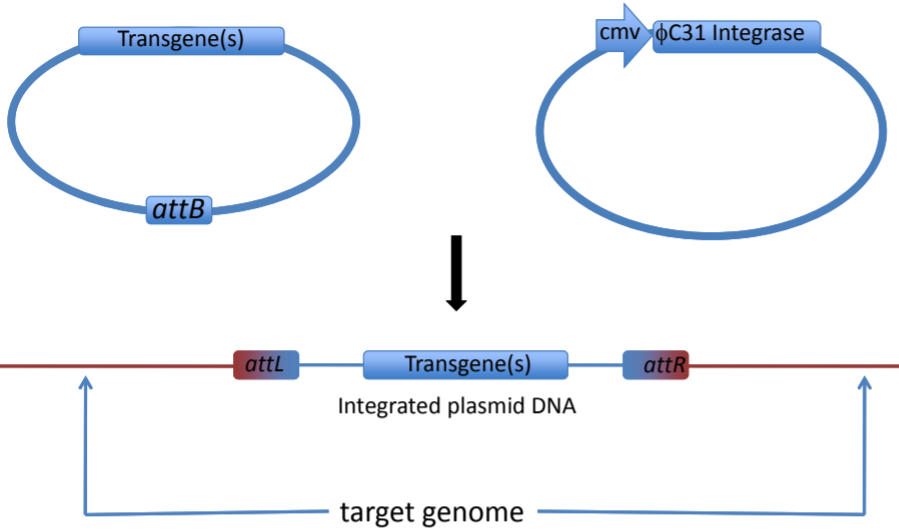 Transgene(s)
cmv
ϕC31 Integrase
attB
attL
Transgene(s)
attR
Integrated plasmid DNA
target genome